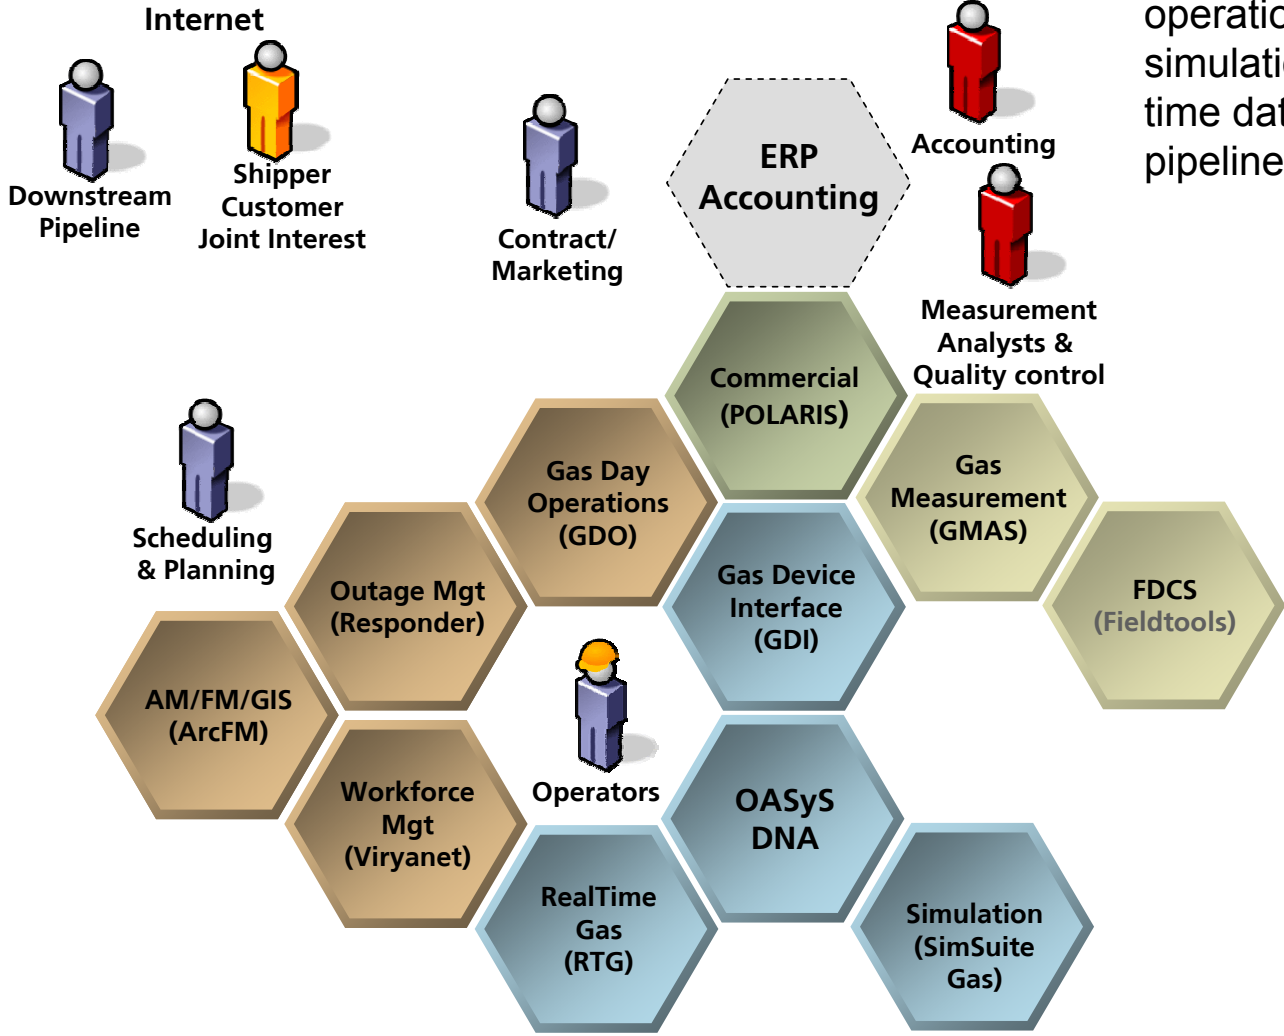 Internet
Downstream
Pipeline
Shipper
Customer
Joint Interest
Contract/
Marketing
ERP
Accounting
Accounting
time
pipeline
Measurement
Analysts &
Quality control
Commercial
(POLARIS)
Scheduling
& Planning
Gas Day
Operations
(GDO)
Gas
Measurement
(GMAS)
Outage Mgt
(Responder)
Gas Device
Interface
(GDI)
FDCS
(Fieldtools)
AM/FM/GIS
(ArcFM)
Workforce
Mgt
(Viryanet)
Operators
OASyS
DNA
RealTime
Gas
(RTG)
Simulation
(SimSuite
Gas)